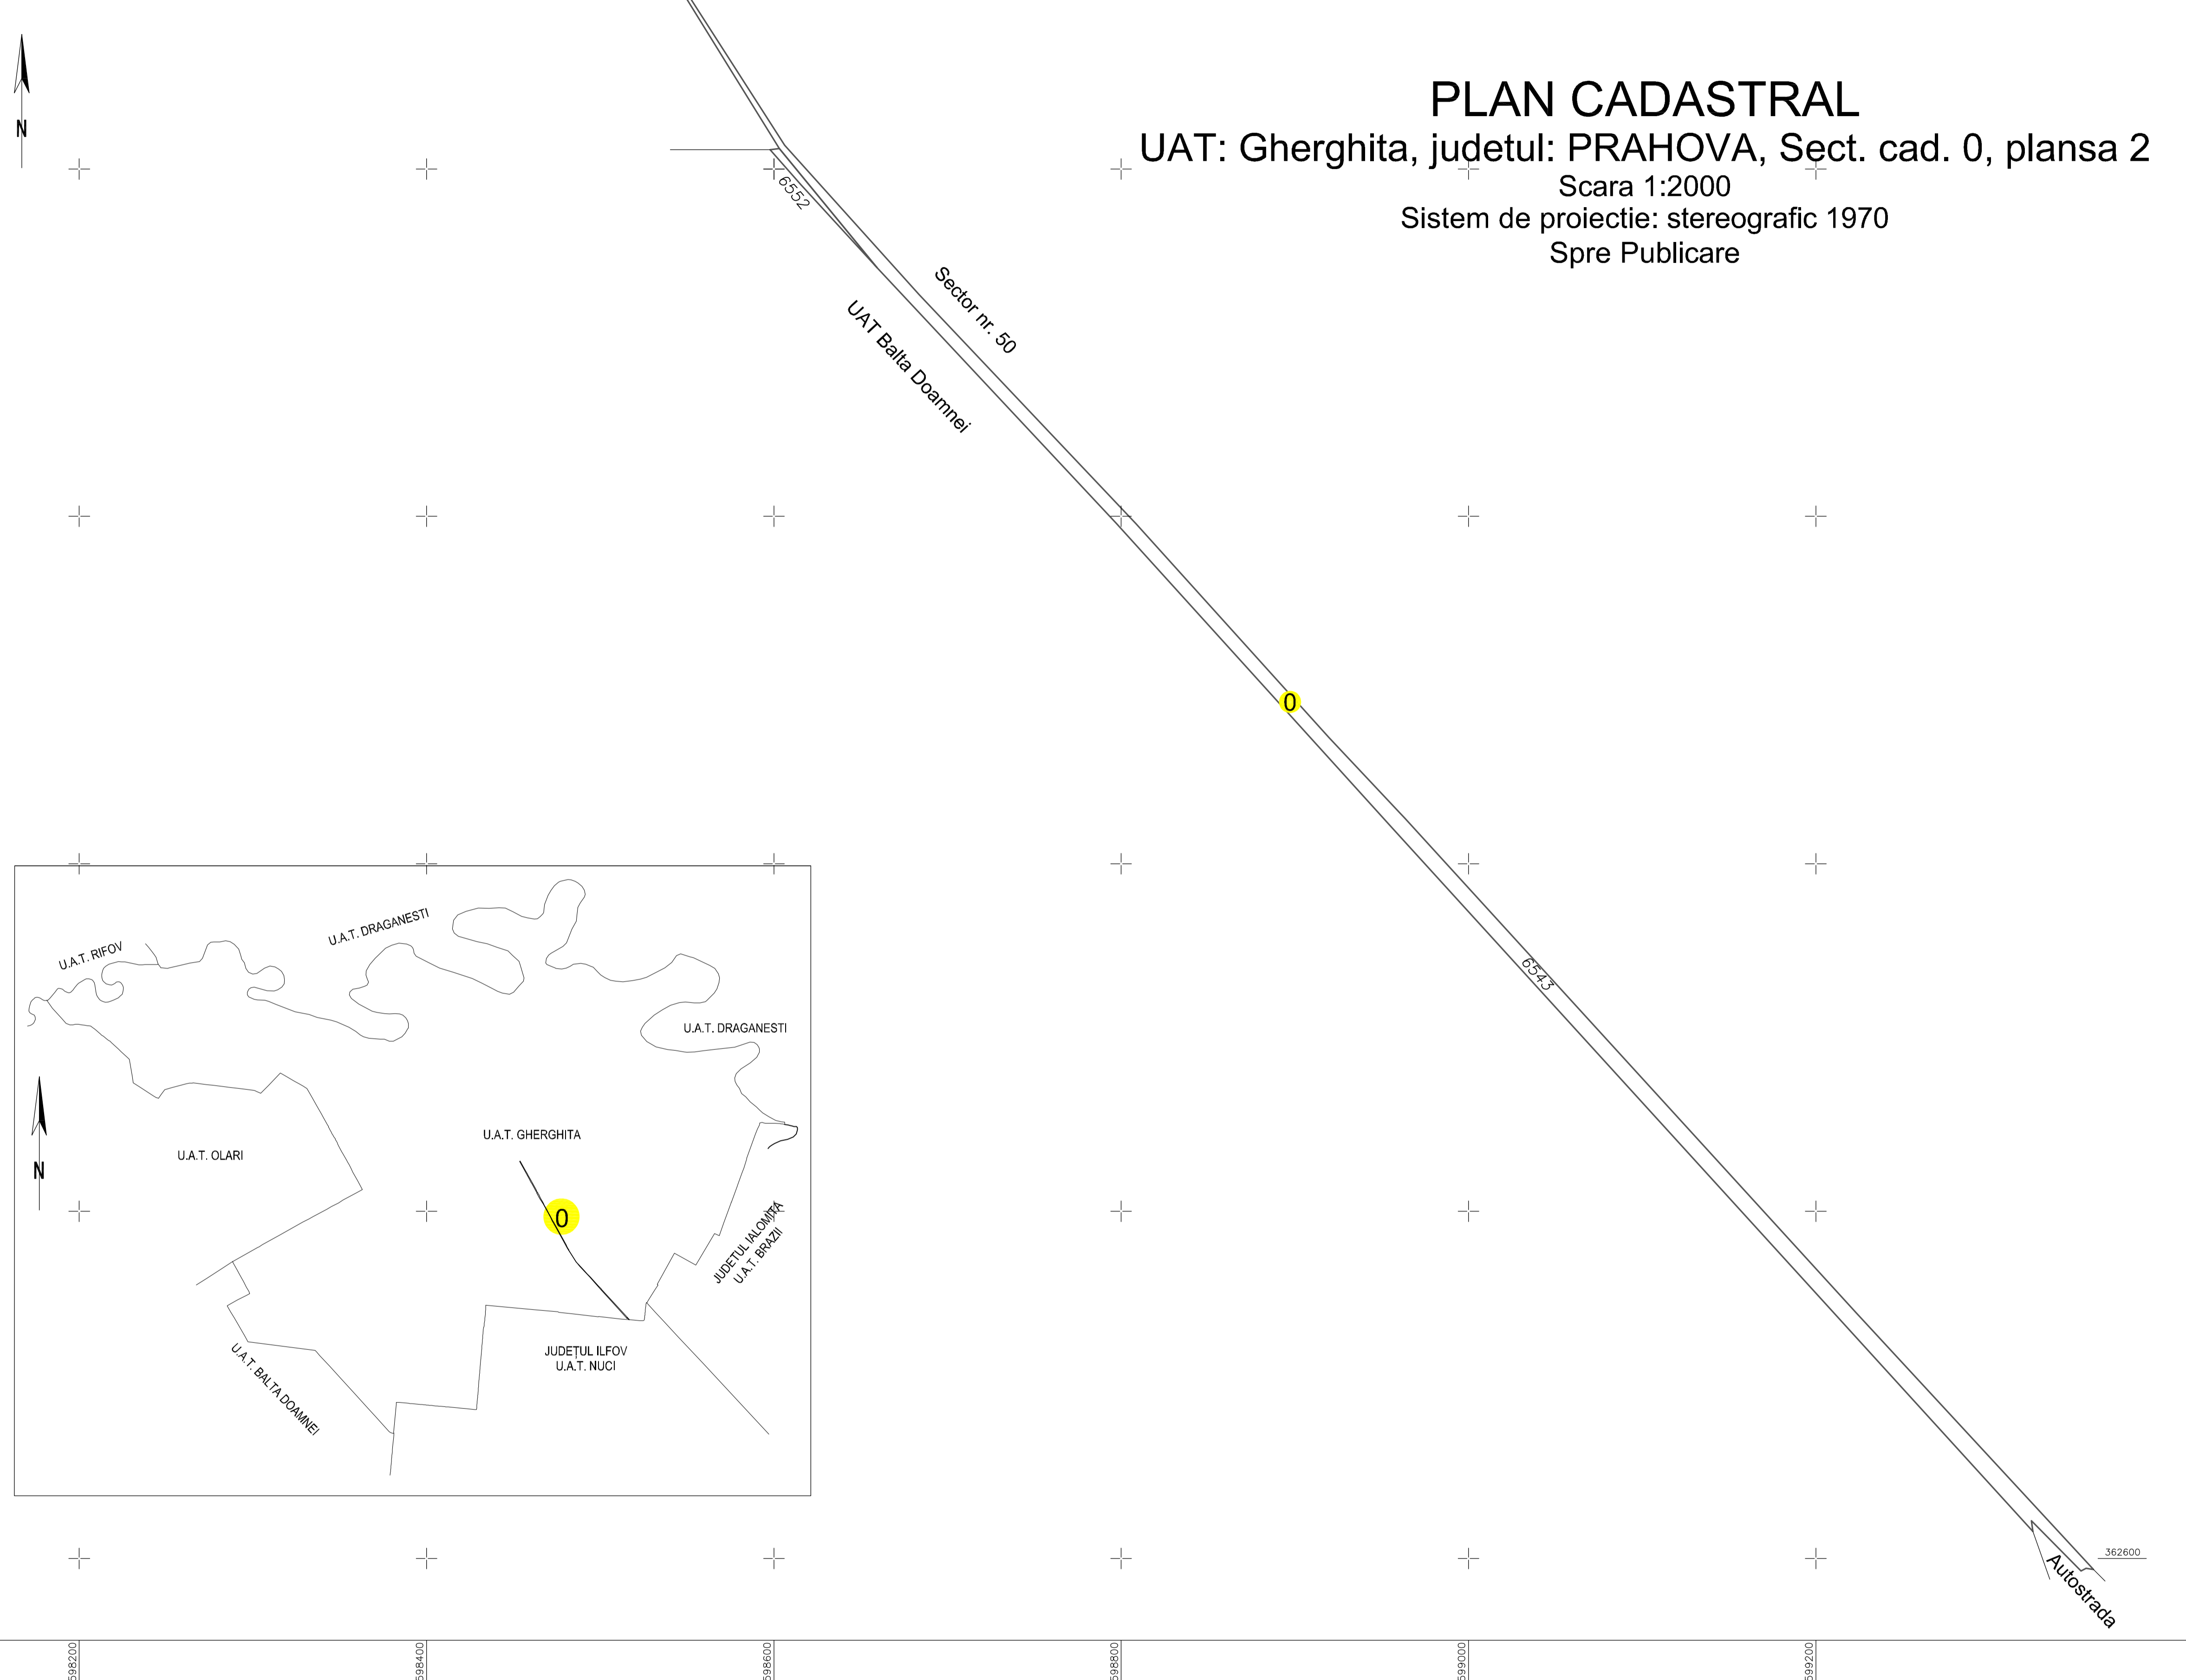 N
PLAN CADASTRAL
UAT: Gherghita, judetul: PRAHOVA, Sect. cad. 0, plansa 2
Scara 1:2000
Sistem de proiectie: stereografic 1970
Spre Publicare
6552
Sector nr. 50
UAT Balta Doamnei
0
6543
U.A.T. RIFOV
U.A.T. DRAGANESTI
U.A.T. DRAGANESTI
U.A.T. GHERGHITA
U.A.T. OLARI
N
0
JUDEȚUL IALOMIȚA
U.A.T. BRAZII
JUDEȚUL ILFOV
U.A.T. NUCI
U.A.T. BALTA DOAMNEI
362600
Autostrada
598200
598400
598600
598800
599000
599200